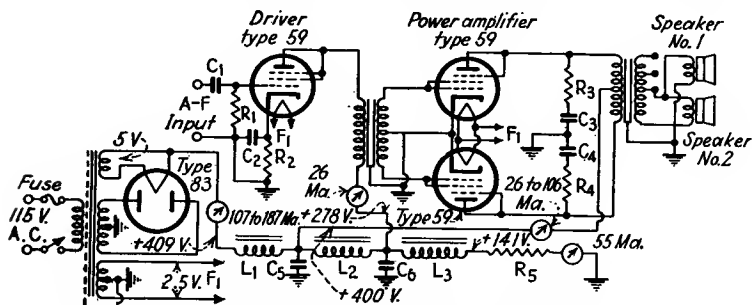 Driver
type 59
Power amplifier
type 59
Speaker
No.1
C1
A-F
Input
R1
C2
F1
R2
R3
C3
F1
C4
R4
Speaker
No.2
5V.
Type
83
Fuse
115 V.
A.C.
+409 V.
2.5V. F1
26
Ma.
107 to 187 Ma.
+278 V.
Type 59
26 to 106
Ma.
+141 V.
55 Ma.
L1
C5
L2
C6
L3
R5
+400 V.